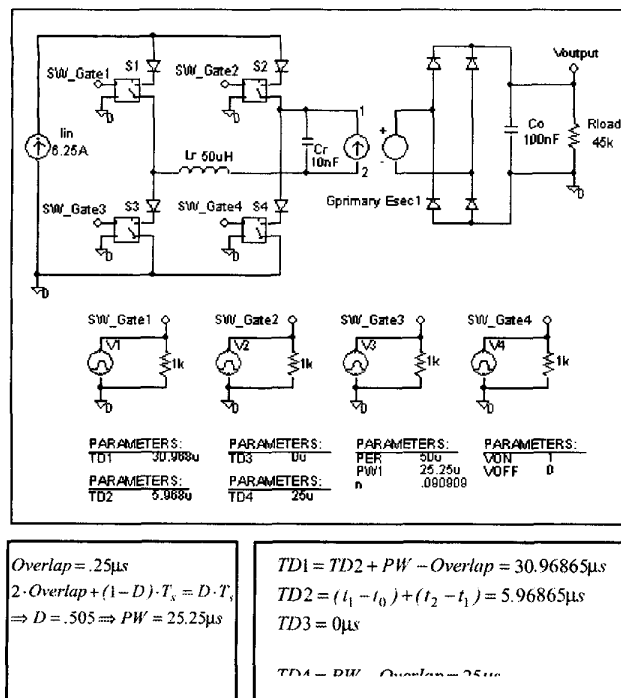 S1
S2
SW_Gate1
SW_Gate2
D
D
Voutput
Iin
6.25A
Lr 50uH
Cr
10nF
1
2
+
-
Co
100nF
Rload
45k
D
S3
S4
SW_Gate3
SW_Gate4
Gprimary Esec1
D
D
D
SW_Gate1
SW_Gate2
SW_Gate3
SW_Gate4
V1
1k
V2
1k
V3
1k
V4
1k
D
D
D
D
PARAMETERS:
TD1 30.968u
TD2 5.968u
PARAMETERS:
TD3 0u
TD4 25u
PARAMETERS:
PER 50u
PW1 25.25u
n .090909
PARAMETERS:
VON 1
VOFF 0
Overlap = .25µs
2·Overlap + (1−D)·Ts = D·Ts
⇒ D = .505 ⇒ PW = 25.25µs
TD1 = TD2 + PW − Overlap = 30.96865µs
TD2 = (t1 − t0) + (t2 − t1) = 5.96865µs
TD3 = 0µs
TD4 = PW − Overlap = 25µs